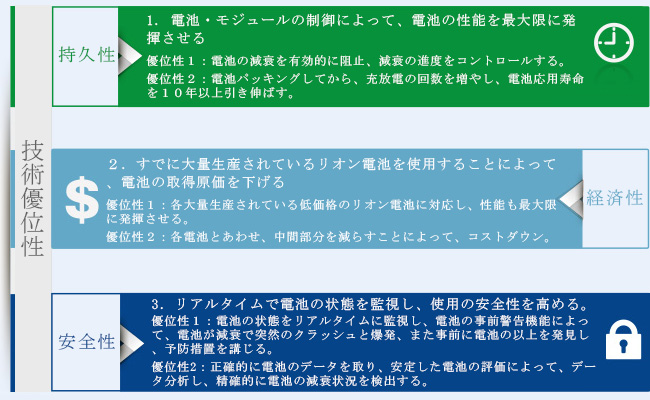 技術優位性
持久性
1．電池・モジュールの制御によって、電池の性能を最大限に発
揮させる
優位性１：電池の減衰を有効的に阻止、減衰の進度をコントロールする。
優位性２：電池パッキングしてから、充放電の回数を増やし、電池応用寿命
を１０年以上引き伸ばす。
$
２．すでに大量生産されているリオン電池を使用することによって
、電池の取得原価を下げる
優位性１：各大量生産されている低価格のリオン電池に対応し、性能も最大限
に発揮させる。
優位性２：各電池とあわせ、中間部分を減らすことによって、コストダウン。
経済性
安全性
3．リアルタイムで電池の状態を監視し、使用の安全性を高める。
優位性１：電池の状態をリアルタイムに監視し、電池の事前警告機能によっ
て、電池が減衰で突然のクラッシュと爆発、また事前に電池の以上を発見し
、予防措置を講じる。
優位性2：正確的に電池のデータを取り、安定した電池の評価によって、デー
タ分析し、精確的に電池の減衰状況を検出する。